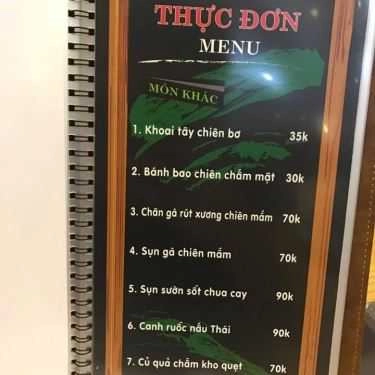 THỰC ĐƠN
MENU
MÓN KHÁC
1. Khoai tây chiên bơ 35k
2. Bánh bao chiên chấm mật 30k
3. Chân gà rút xương chiên mắm 70k
4. Sụn gà chiên mắm 70k
5. Sụn sườn sốt chua cay 90k
6. Canh ruốc nấu Thái 90k
7. Củ quả chấm kho quẹt 70k